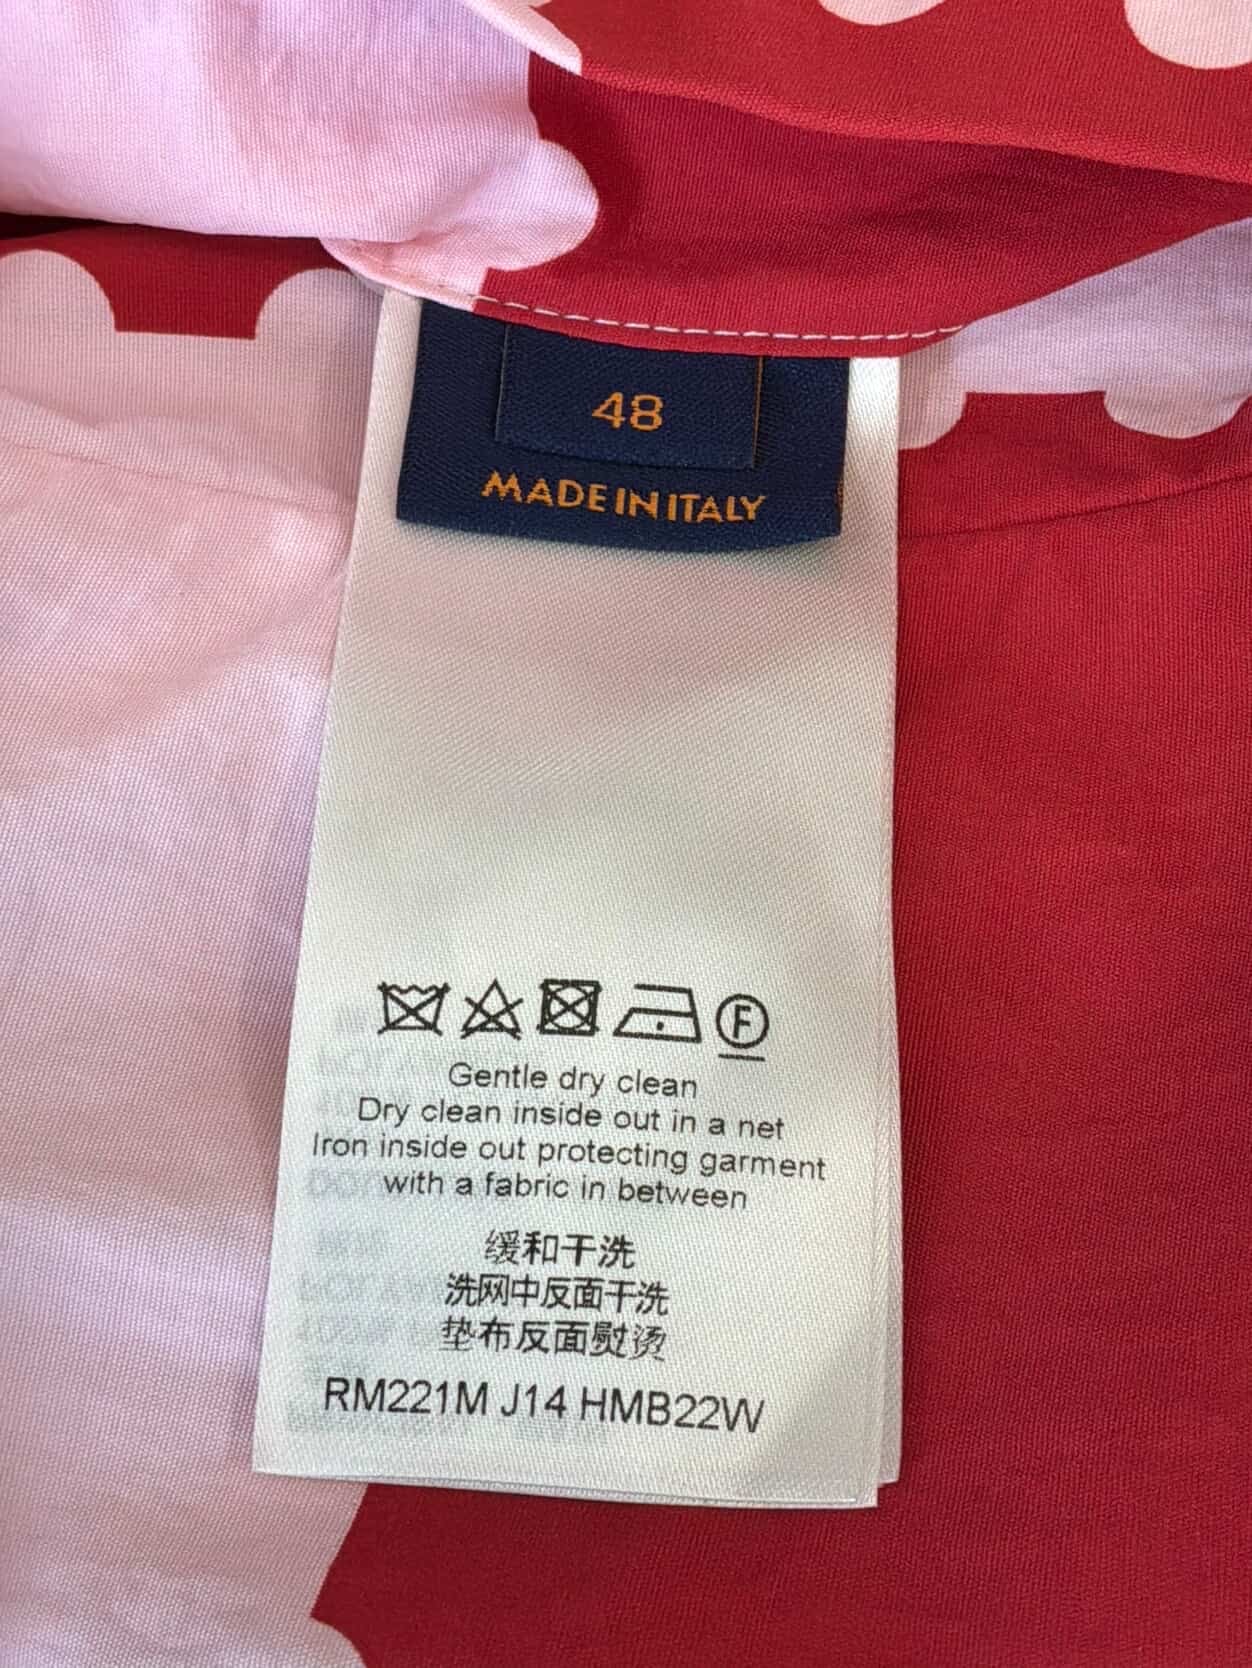 48
MADE IN ITALY
F
Gentle dry clean
Dry clean inside out in a net
Iron inside out protecting garment
with a fabric in between
缓和干洗
洗网中反面干洗
垫布反面熨烫
RM221M J14 HMB22W